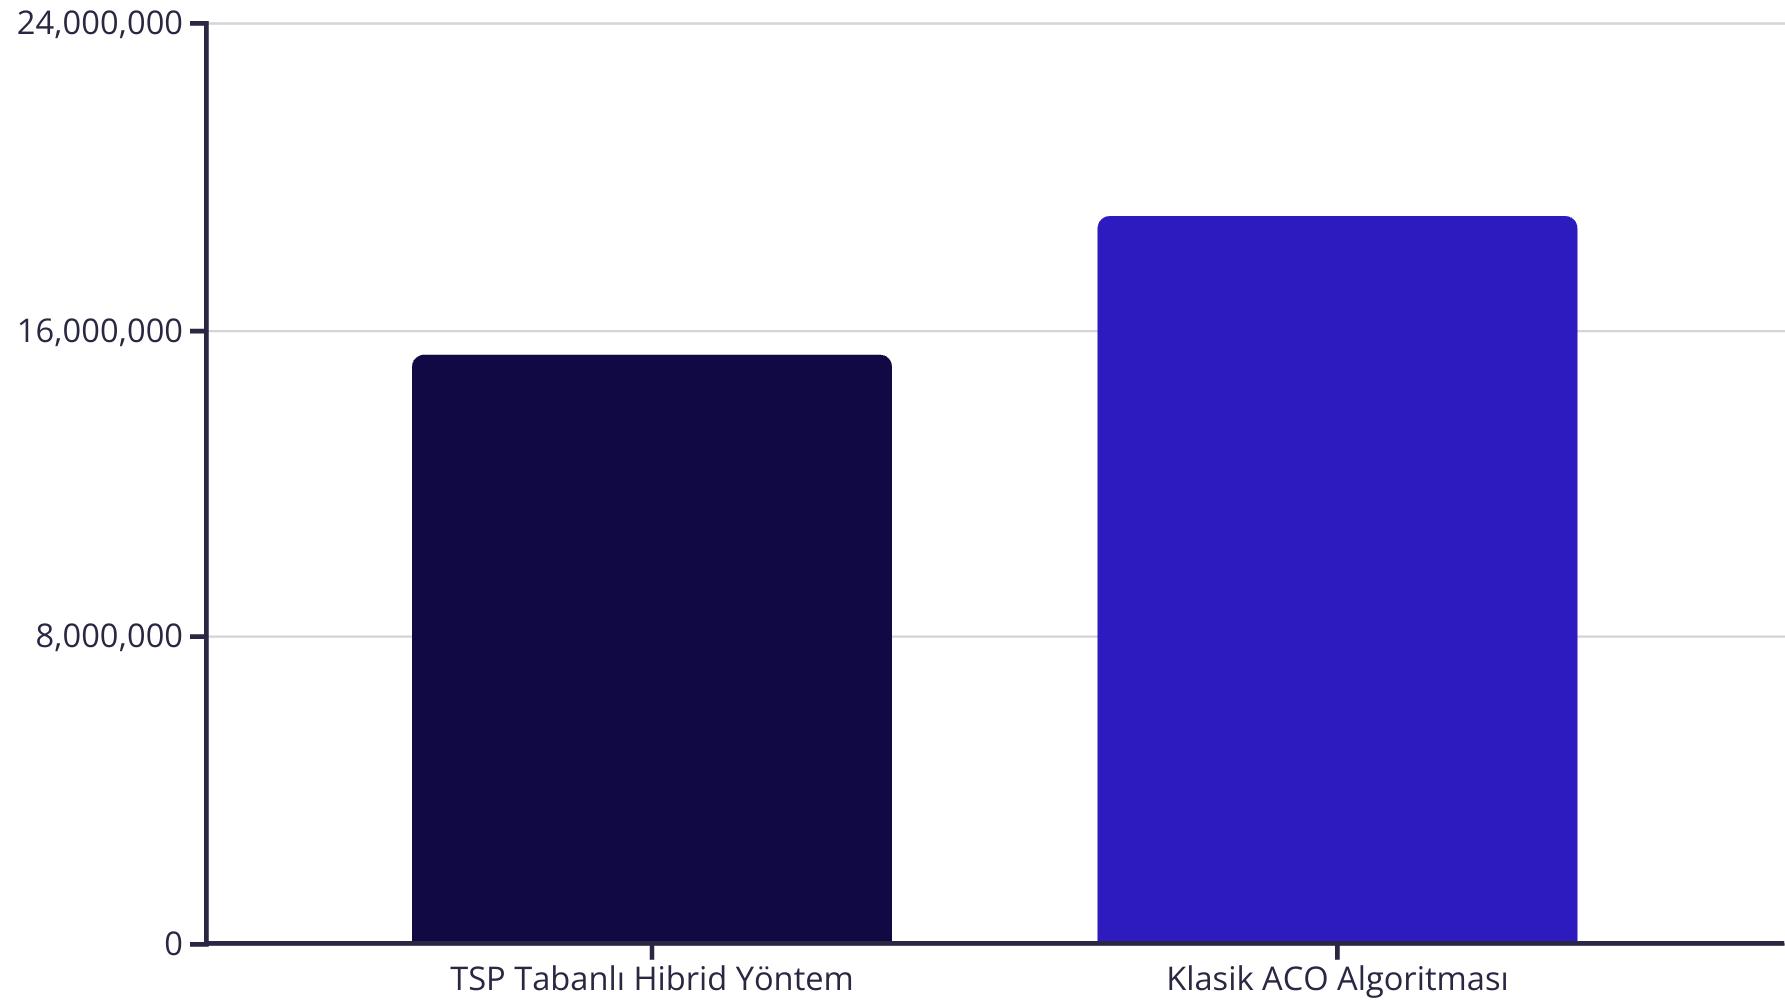 24,000,000
16,000,000
8,000,000
0
TSP Tabanlı Hibrid Yöntem
Klasik ACO Algoritması